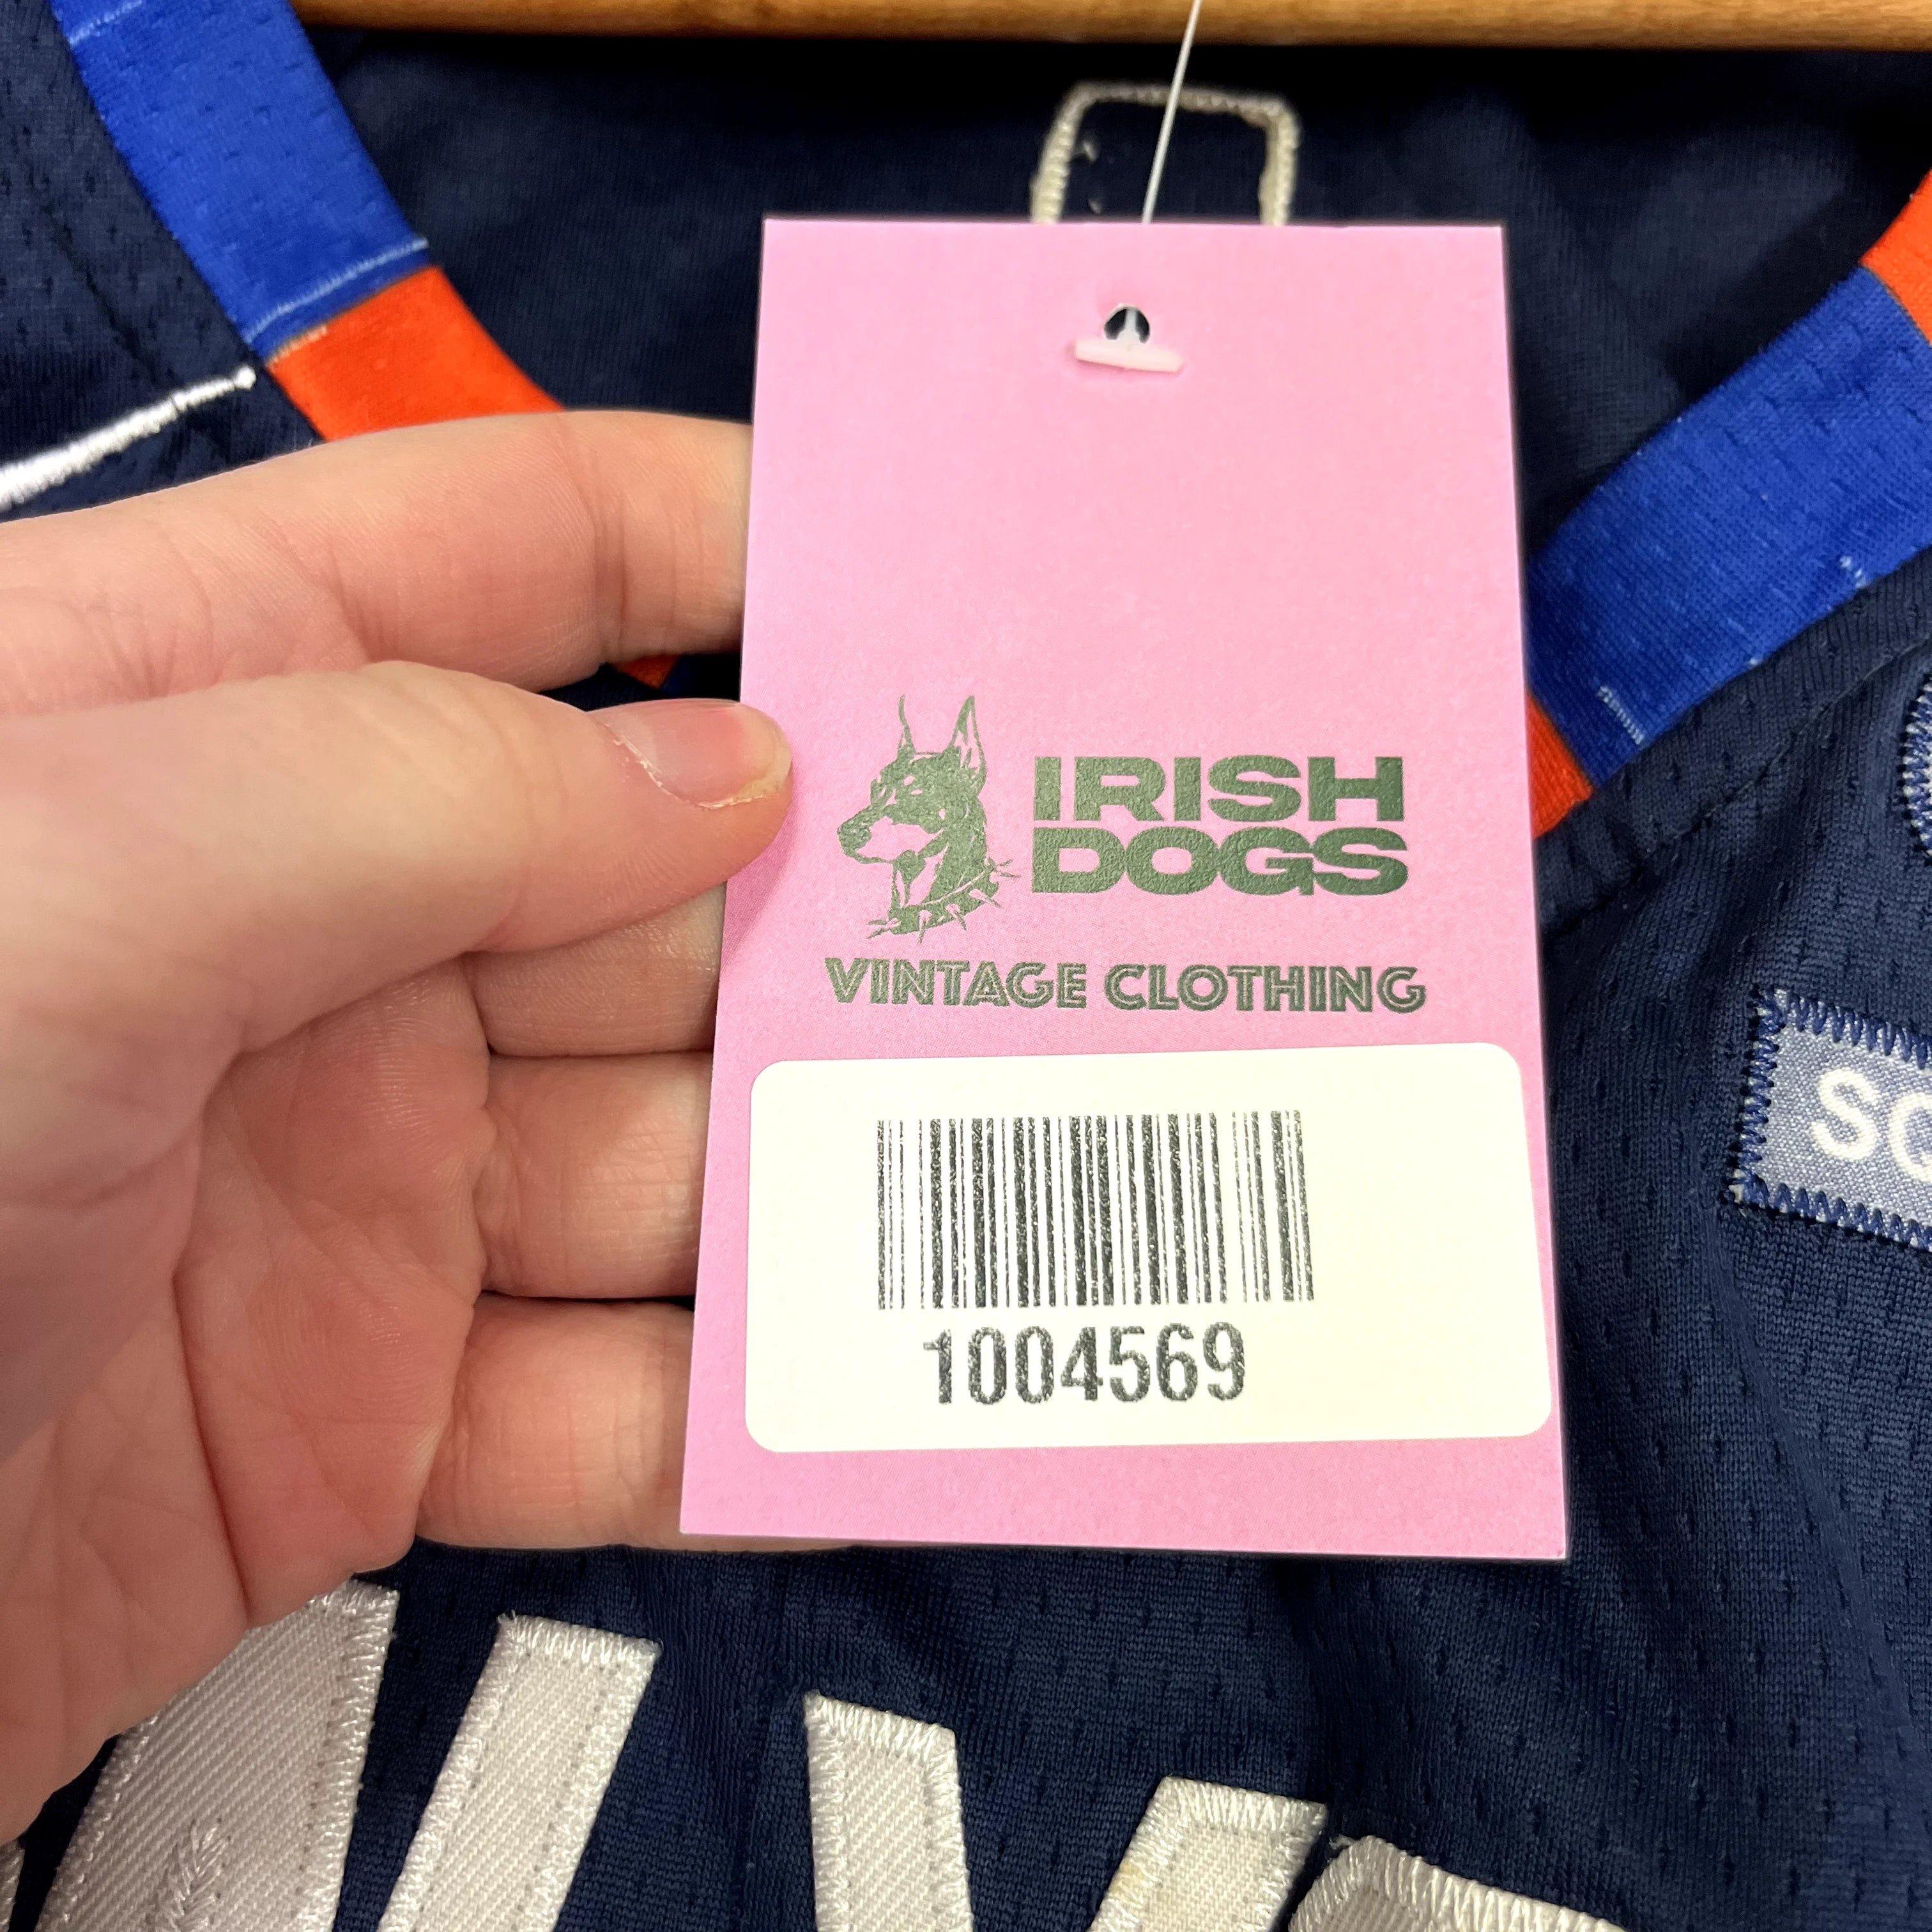 IRISH
DOGS
VINTAGE CLOTHING
1004569